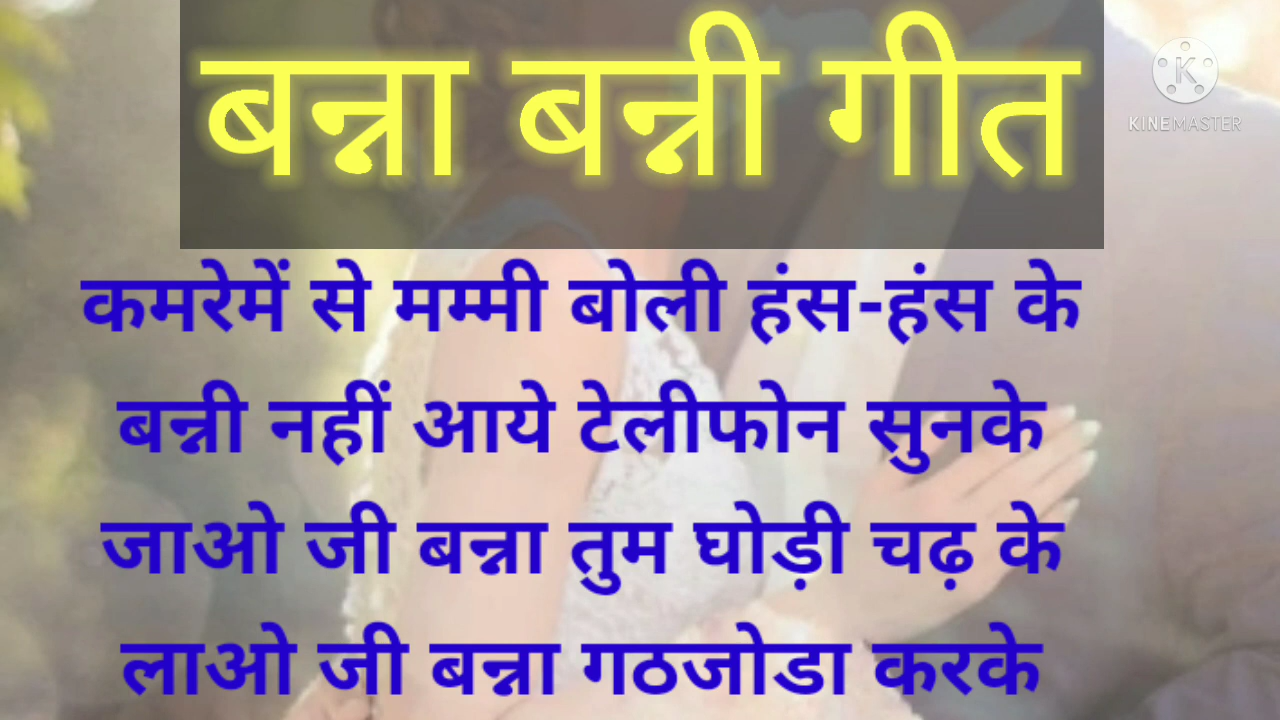 बन्ना बन्नी गीत
KINEMASTER
कमरेमें से मम्मी बोली हंस-हंस के
बन्नी नहीं आये टेलीफोन सुनके
जाओ जी बन्ना तुम घोड़ी चढ़ के
लाओ जी बन्ना गठजोडा करके